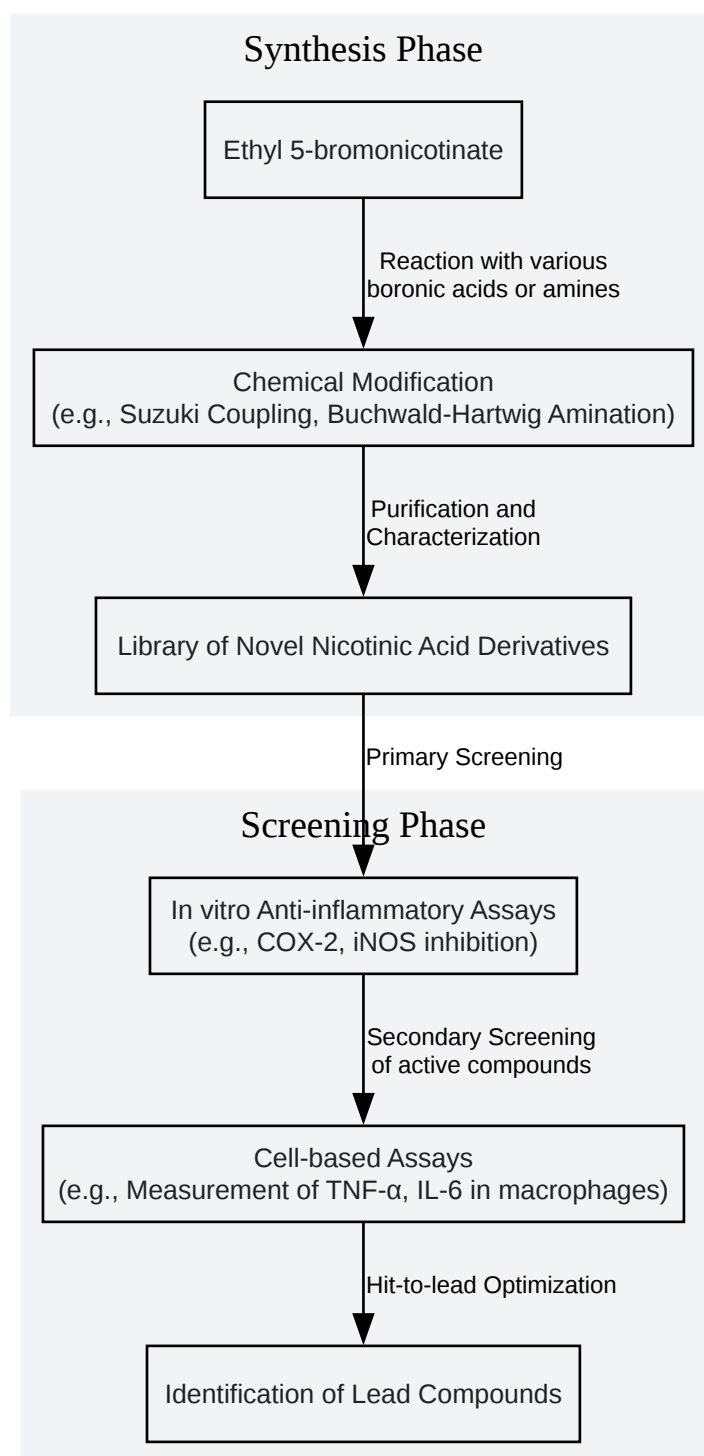 Synthesis Phase
Ethyl 5-bromonicotinate
Reaction with various
boronic acids or amines
Chemical Modification
(e.g., Suzuki Coupling, Buchwald-Hartwig Amination)
Purification and
Characterization
Library of Novel Nicotinic Acid Derivatives
Primary Screening
Screening Phase
In vitro Anti-inflammatory Assays
(e.g., COX-2, iNOS inhibition)
Secondary Screening
of active compounds
Cell-based Assays
(e.g., Measurement of TNF-α, IL-6 in macrophages)
Hit-to-lead Optimization
Identification of Lead Compounds